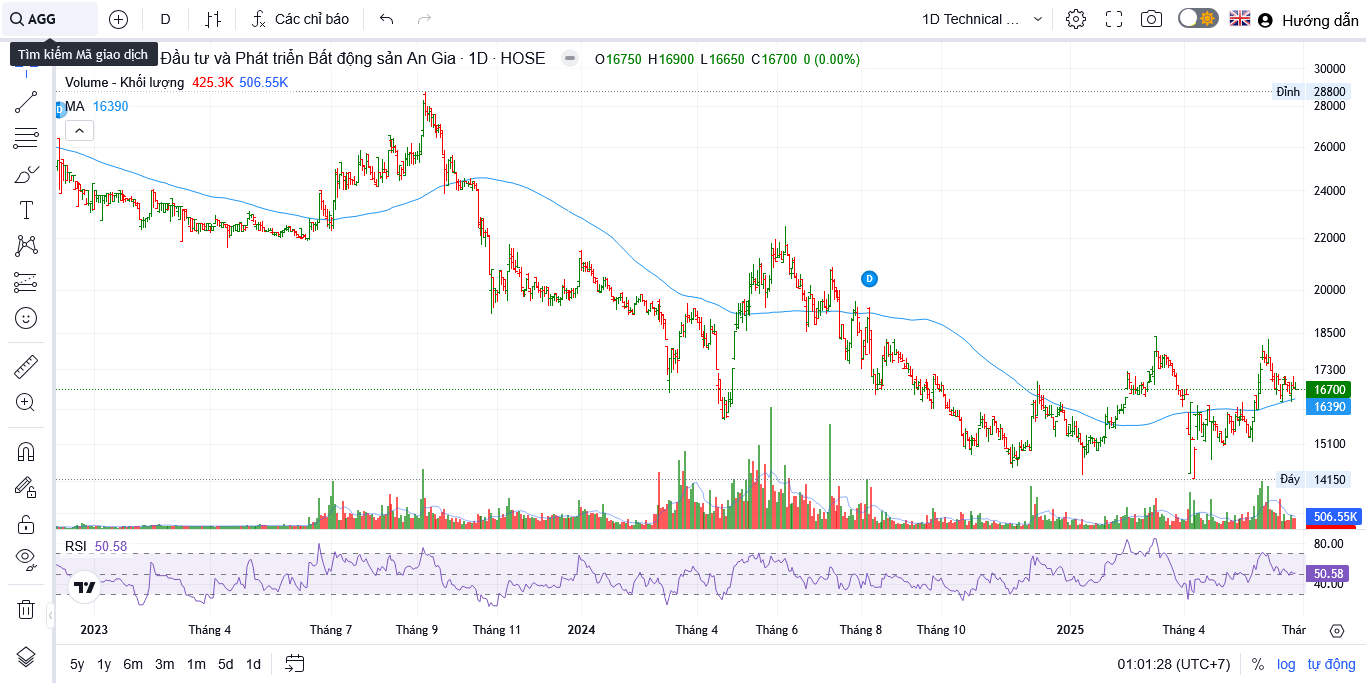 AGG
D
Các chỉ báo
1D Technical ...
Hướng dẫn
Tìm kiếm Mã giao dịch
Đầu tư và Phát triển Bất động sản An Gia · 1D · HOSE
O16750 H16900 L16650 C16700 0 (0.00%)
Volume - Khối lượng 425.3K 506.55K
MA 16390
D
D
30000
Đỉnh 28800
28000
26000
24000
22000
20000
18500
17300
16700
16390
15100
Đáy 14150
506.55K
RSI 50.58
80.00
50.58
40.00
2023 Tháng 4 Tháng 7 Tháng 9 Tháng 11 2024 Tháng 4 Tháng 6 Tháng 8 Tháng 10 2025 Tháng 4 Thár
5y 1y 6m 3m 1m 5d 1d
01:01:28 (UTC+7) % log tự động